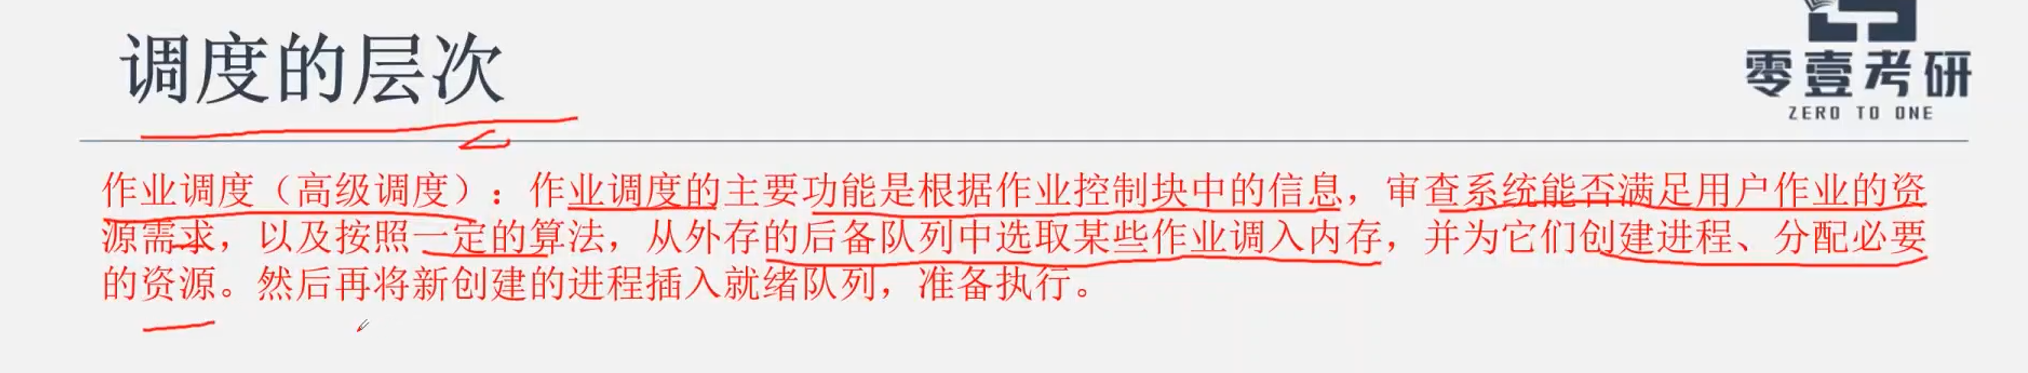 调度的层次
零壹考研
ZERO TO ONE
作业调度（高级调度）：作业调度的主要功能是根据作业控制块中的信息，审查系统能否满足用户作业的资
源需求，以及按照一定的算法，从外存的后备队列中选取某些作业调入内存，并为它们创建进程、分配必要
的资源。然后再将新创建的进程插入就绪队列，准备执行。